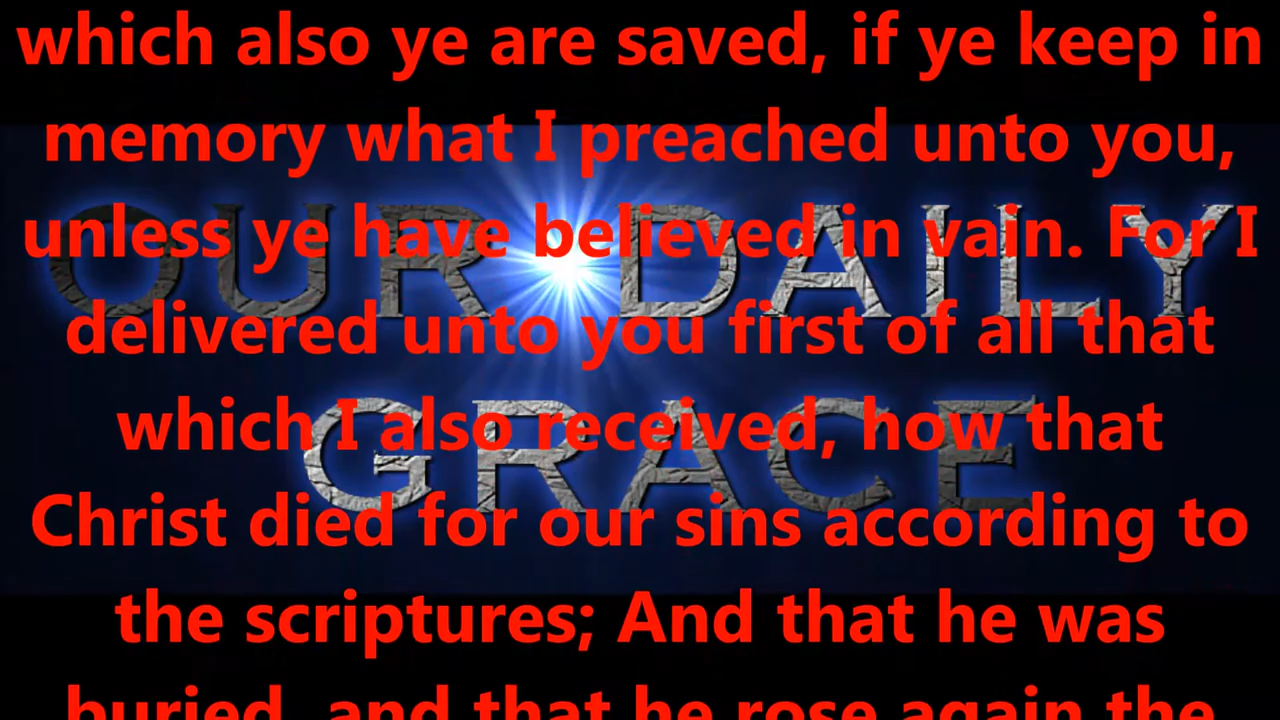 which also ye are saved, if ye keep in
memory what I preached unto you,
unless ye have believed in vain. For I
delivered unto you first of all that
which I also received, how that
Christ died for our sins according to
the scriptures; And that he was
buried, and that he rose again the
OUR DAILY
GRACE